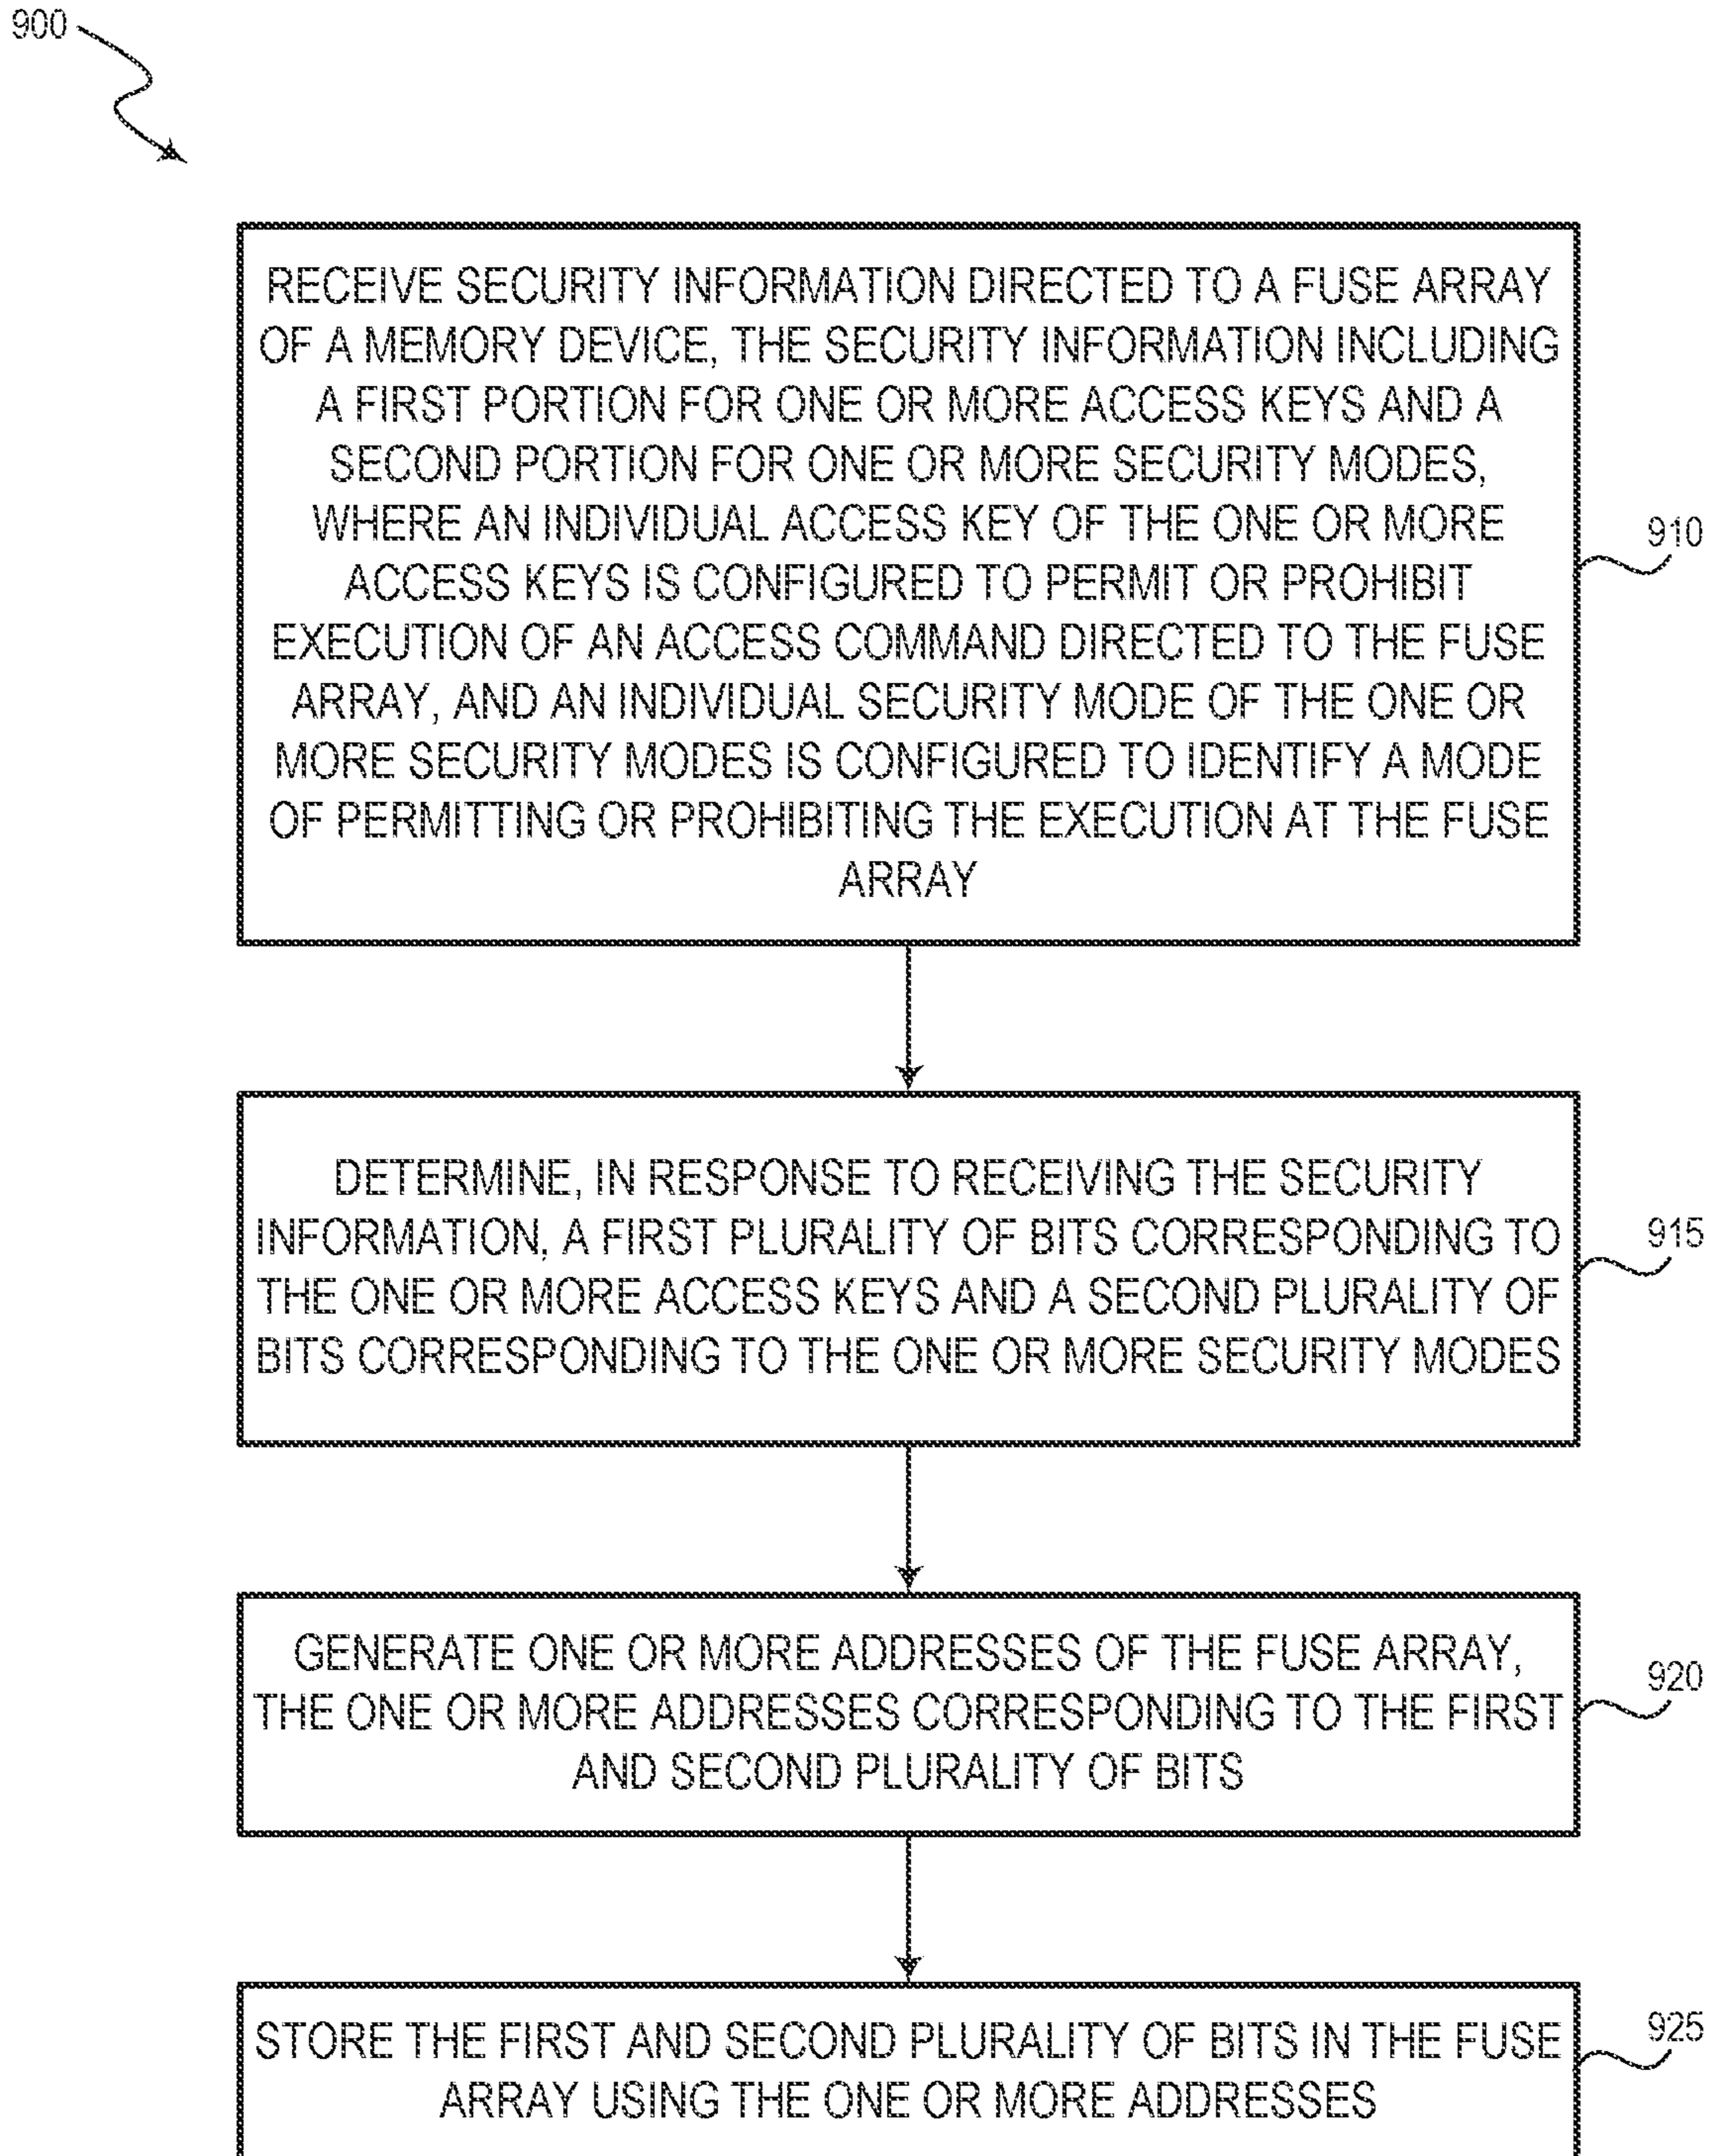 900
RECEIVE SECURITY INFORMATION DIRECTED TO A FUSE ARRAY
OF A MEMORY DEVICE, THE SECURITY INFORMATION INCLUDING
A FIRST PORTION FOR ONE OR MORE ACCESS KEYS AND A
SECOND PORTION FOR ONE OR MORE SECURITY MODES,
WHERE AN INDIVIDUAL ACCESS KEY OF THE ONE OR MORE
ACCESS KEYS IS CONFIGURED TO PERMIT OR PROHIBIT
EXECUTION OF AN ACCESS COMMAND DIRECTED TO THE FUSE
ARRAY, AND AN INDIVIDUAL SECURITY MODE OF THE ONE OR
MORE SECURITY MODES IS CONFIGURED TO IDENTIFY A MODE
OF PERMITTING OR PROHIBITING THE EXECUTION AT THE FUSE
ARRAY
910
DETERMINE, IN RESPONSE TO RECEIVING THE SECURITY
INFORMATION, A FIRST PLURALITY OF BITS CORRESPONDING TO
THE ONE OR MORE ACCESS KEYS AND A SECOND PLURALITY OF
BITS CORRESPONDING TO THE ONE OR MORE SECURITY MODES
915
GENERATE ONE OR MORE ADDRESSES OF THE FUSE ARRAY,
THE ONE OR MORE ADDRESSES CORRESPONDING TO THE FIRST
AND SECOND PLURALITY OF BITS
920
STORE THE FIRST AND SECOND PLURALITY OF BITS IN THE FUSE
ARRAY USING THE ONE OR MORE ADDRESSES
925